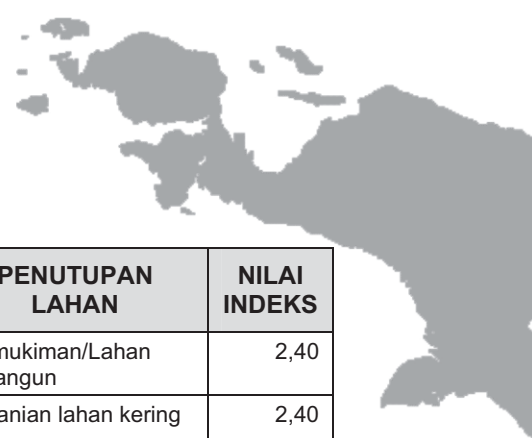 PENUTUPAN
LAHAN
NILAI
INDEKS
mukiman/Lahan
angun
2,40
anian lahan kering
2,40